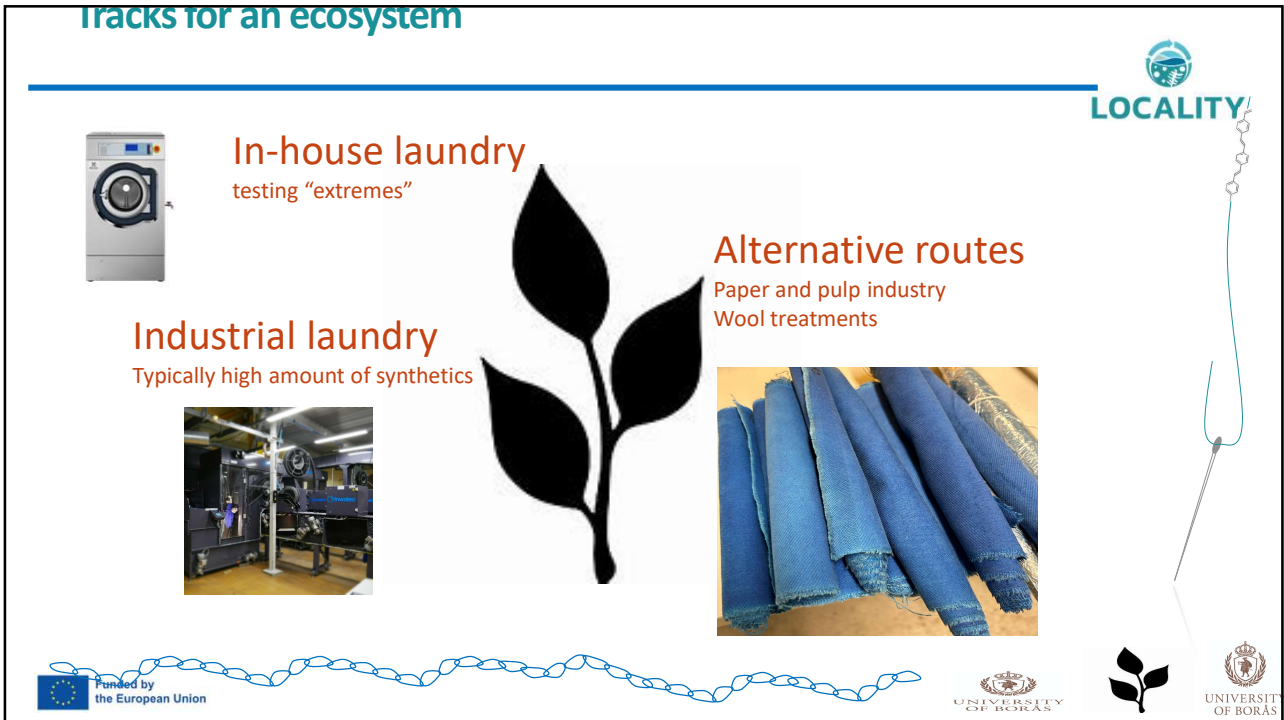 Tracks for an ecosystem
LOCALITY
In-house laundry
testing “extremes”
Alternative routes
Paper and pulp industry
Wool treatments
Industrial laundry
Typically high amount of synthetics
Funded by
the European Union
UNIVERSITY
OF BORÅS
UNIVERSITY
OF BORÅS